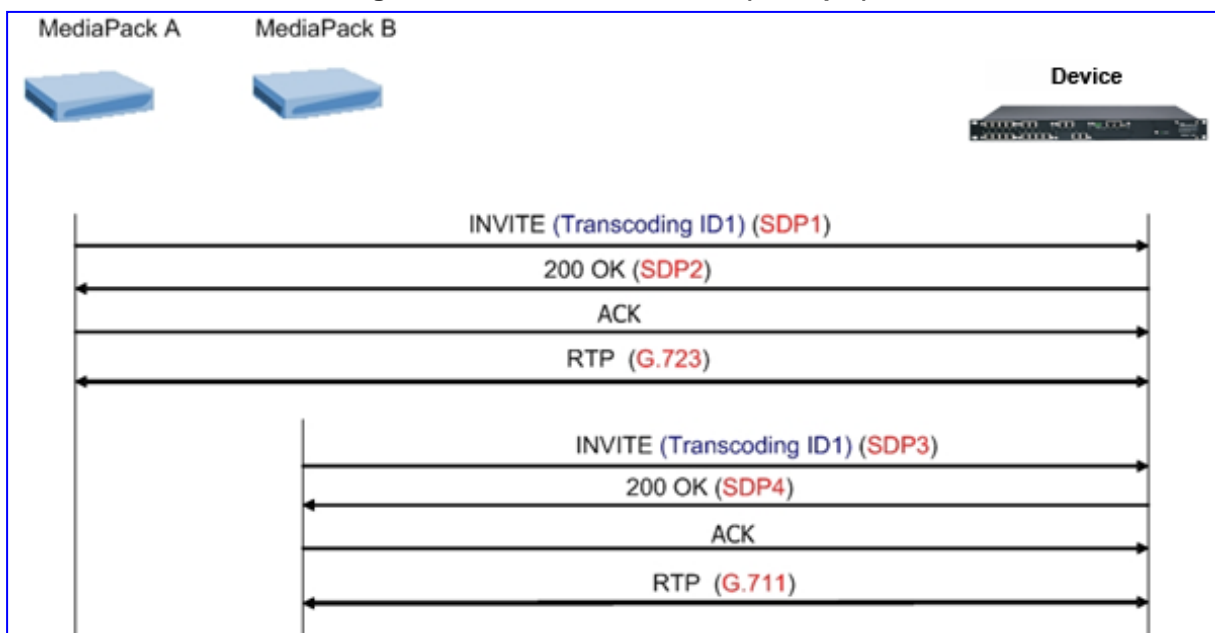 MediaPack A
MediaPack B
Device
INVITE (Transcoding ID1) (SDP1)
200 OK (SDP2)
ACK
RTP (G.723)
INVITE (Transcoding ID1) (SDP3)
200 OK (SDP4)
ACK
RTP (G.711)